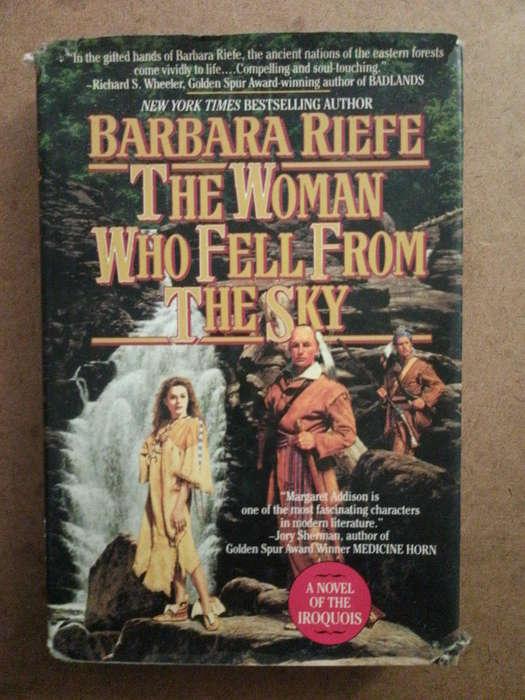 "In the gifted hands of Barbara Riefe, the ancient nations of the eastern forests
come vividly to life....Compelling and soul-touching."
–Richard S. Wheeler, Golden Spur Award-winning author of BADLANDS
NEW YORK TIMES BESTSELLING AUTHOR
BARBARA RIEFE
THE WOMAN
WHO FELL FROM
THE SKY
"Margaret Addison is
one of the most fascinating characters
in modern literature."
–Jory Sherman, author of
Golden Spur Award Winner MEDICINE HORN
A NOVEL
OF THE
IROQUOIS